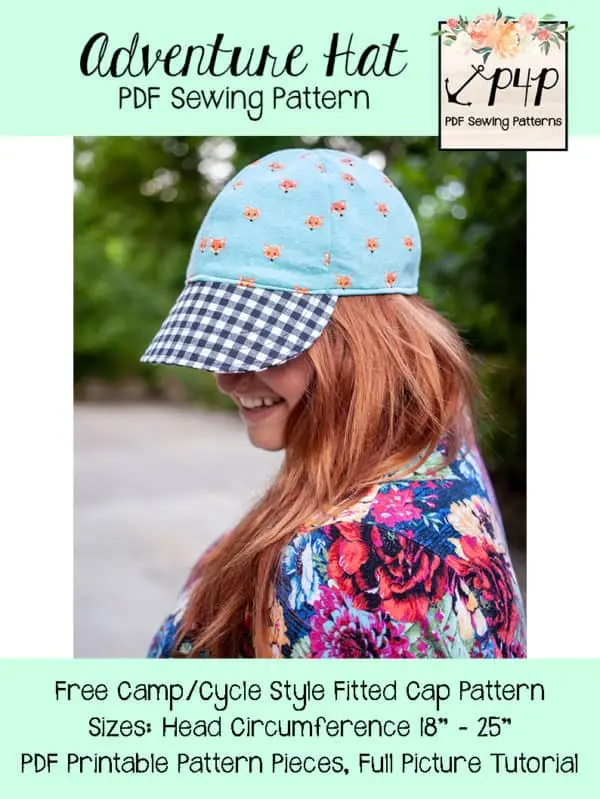 Adventure Hat
PDF Sewing Pattern
P4P
PDF Sewing Patterns
Free Camp/Cycle Style Fitted Cap Pattern
Sizes: Head Circumference 18" - 25"
PDF Printable Pattern Pieces, Full Picture Tutorial